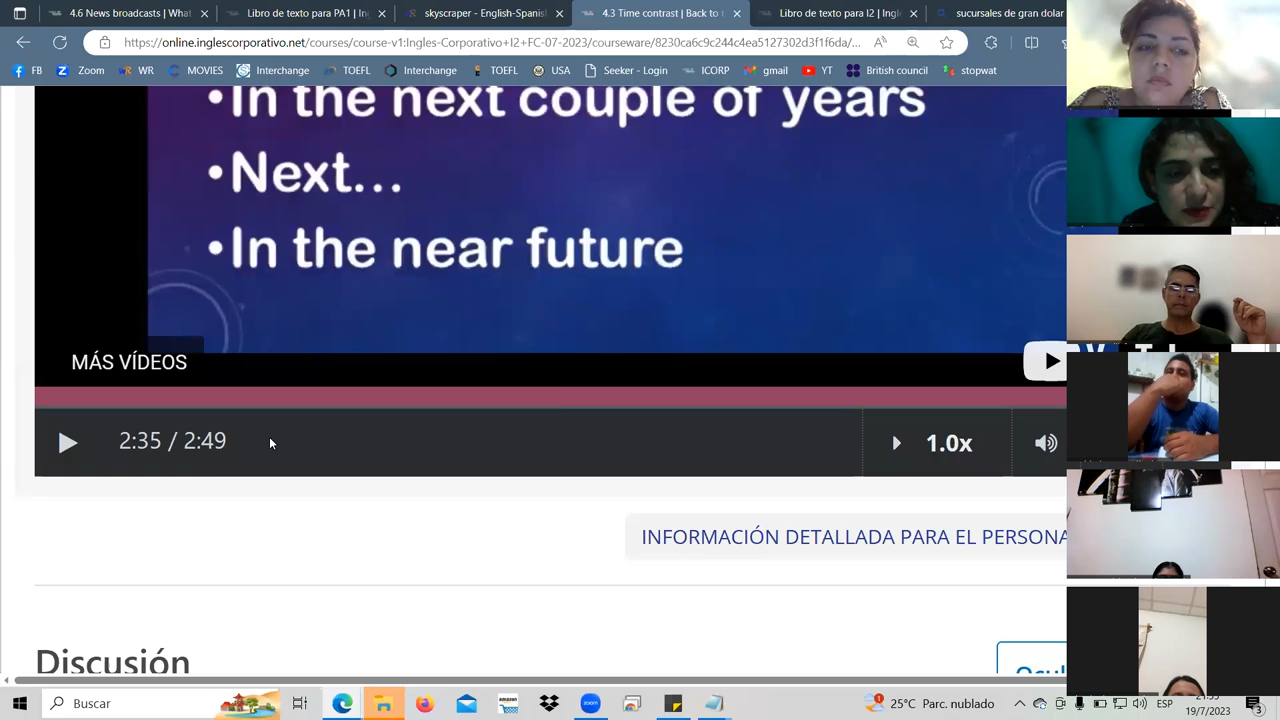 4.6 News broadcasts | What
Libro de texto para PA1 | In
skyscraper - English-Spanis
4.3 Time contrast | Back to
Libro de texto para I2 | Ingl
sucursales de gran dolar
https://online.inglescorporativo.net/courses/course-v1:Ingles-Corporativo+I2+FC-07-2023/courseware/8230ca6c9c244c4ea5127302d3f1f6da/...
FB
Zoom
WR
MOVIES
Interchange
TOEFL
Interchange
TOEFL
USA
Seeker - Login
ICORP
gmail
YT
British council
stopwat
•In the next couple of years
•Next...
•In the near future
MÁS VÍDEOS
2:35 / 2:49
1.0x
INFORMACIÓN DETALLADA PARA EL PERSONA
Discusión
Buscar
25°C Parc. nublado
ESP
19/7/2023